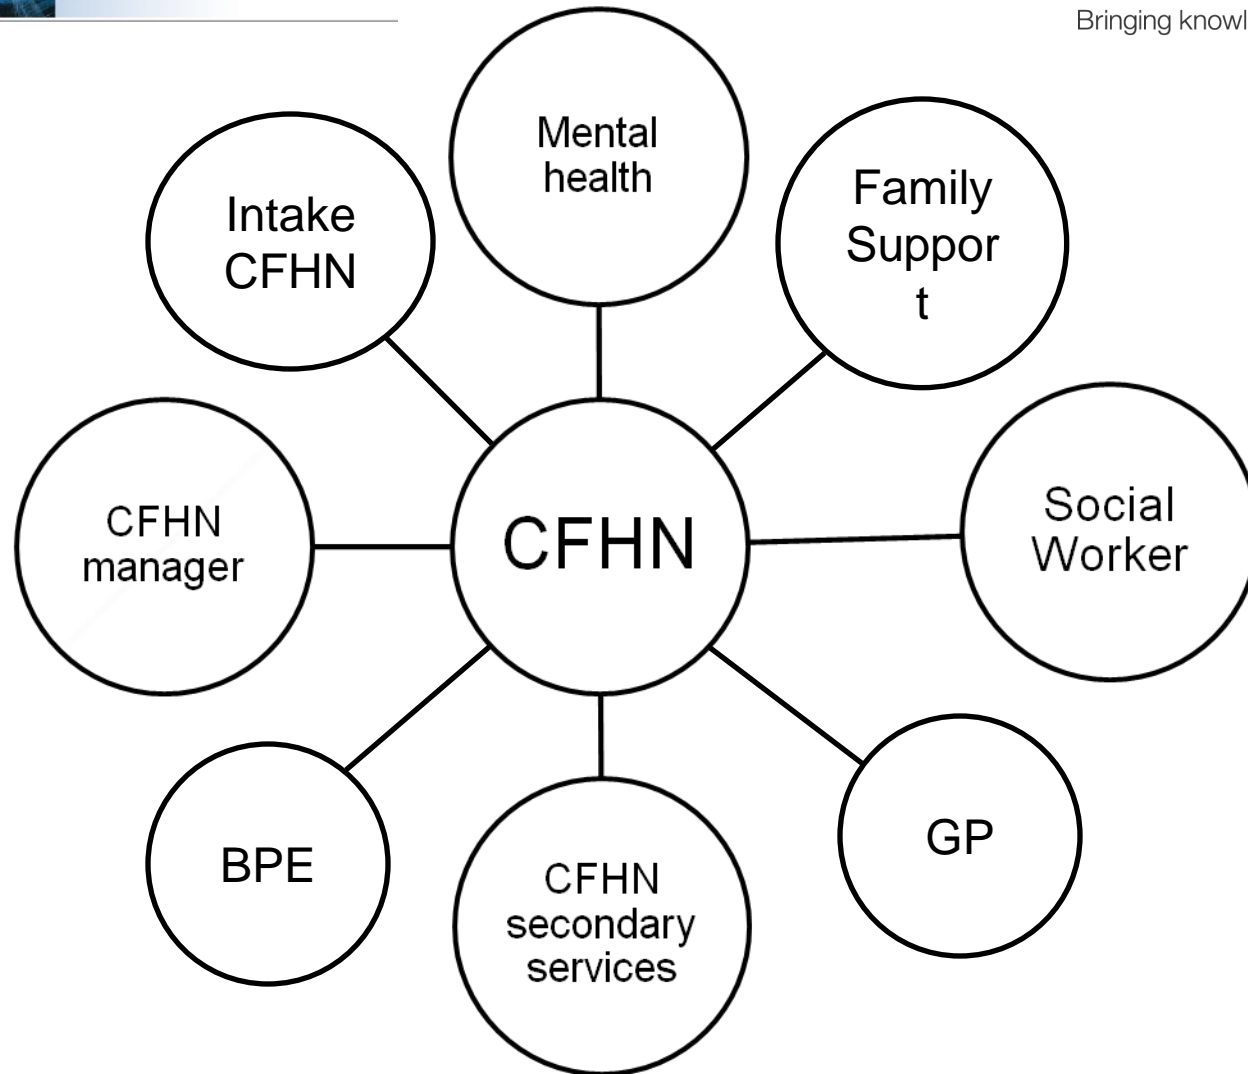 Bringing knowl
Mental
health
Intake
CFHN
Family
Suppor
t
CFHN
manager
CFHN
Social
Worker
BPE
CFHN
secondary
services
GP